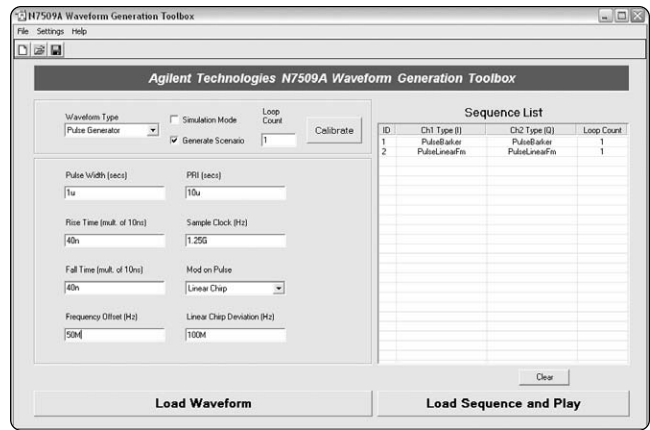 N7509A Waveform Generation Toolbox
File Settings Help
Agilent Technologies N7509A Waveform Generation Toolbox
Waveform Type
Pulse Generator
Simulation Mode
Generate Scenario
Loop Count
1
Calibrate
Pulse Width (secs)
1u
PRI (secs)
10u
Rise Time (mult. of 10ns)
40n
Sample Clock (Hz)
1.25G
Fall Time (mult. of 10ns)
40n
Mod on Pulse
Linear Chirp
Frequency Offset (Hz)
50M
Linear Chirp Deviation (Hz)
100M
Sequence List
ID Ch1 Type (I) Ch2 Type (Q) Loop Count
1 PulseBarker PulseBarker 1
2 PulseLinearFm PulseLinearFm 1
Clear
Load Waveform
Load Sequence and Play